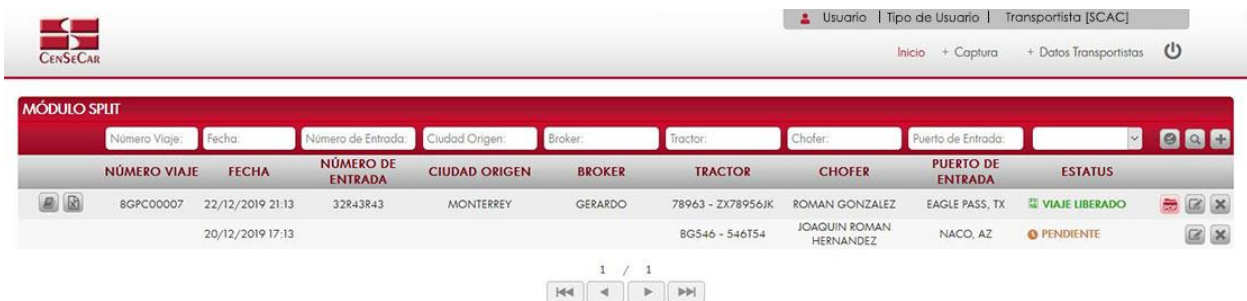 Usuario | Tipo de Usuario | Transportista [SCAC]
CENSECAR
Inicio + Captura + Datos Transportistas
MÓDULO SPLIT
Número Viaje: Fecha: Número de Entrada: Ciudad Origen: Broker: Tractor: Chofer: Puerto de Entrada:
NÚMERO VIAJE FECHA NÚMERO DE ENTRADA CIUDAD ORIGEN BROKER TRACTOR CHOFER PUERTO DE ENTRADA ESTATUS
8GPC00007 22/12/2019 21:13 32R43R43 MONTERREY GERARDO 78963 - ZX78956JK ROMAN GONZALEZ EAGLE PASS, TX VIAJE LIBERADO PDF
20/12/2019 17:13 BG546 - 546T54 JOAQUIN ROMAN HERNANDEZ NACO, AZ PENDIENTE
1 / 1